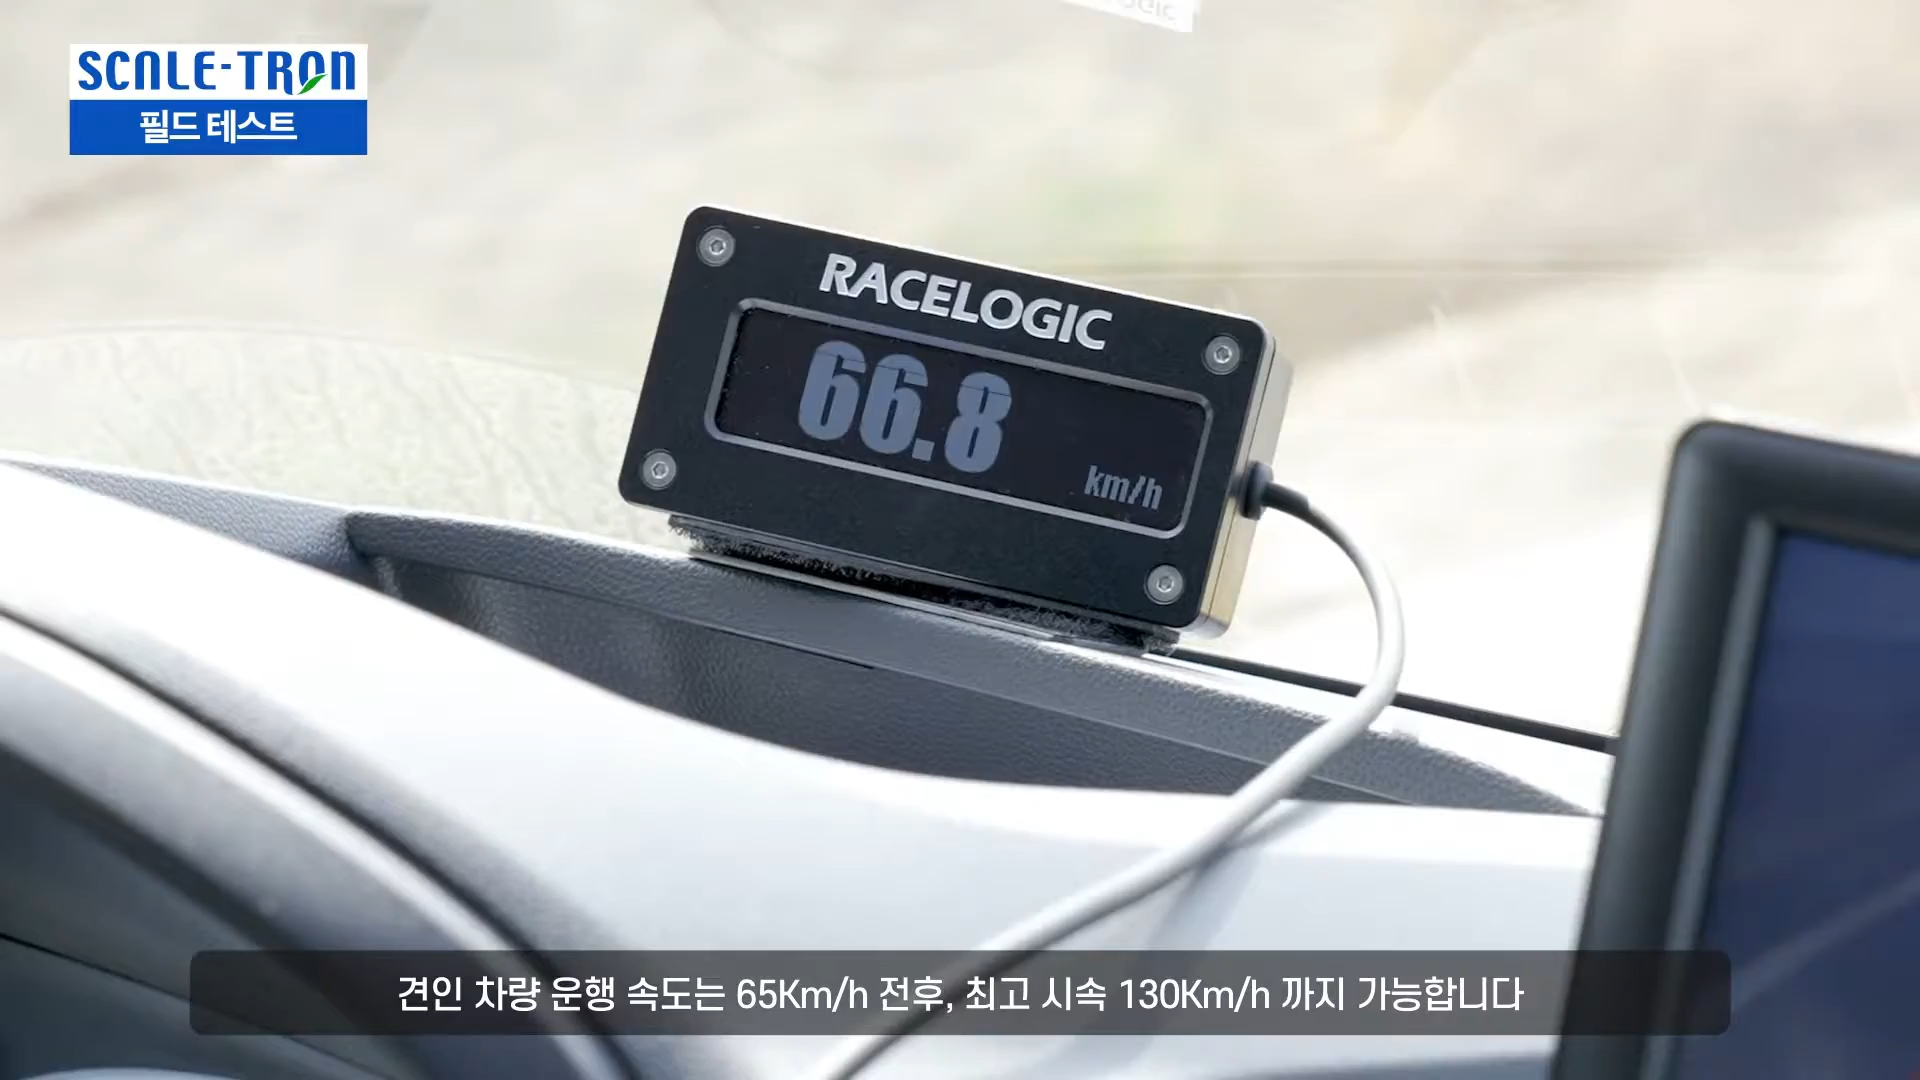 SCALE-TRON
필드 테스트
RACELOGIC
66.8
km/h
견인 차량 운행 속도는 65Km/h 전후, 최고 시속 130Km/h 까지 가능합니다